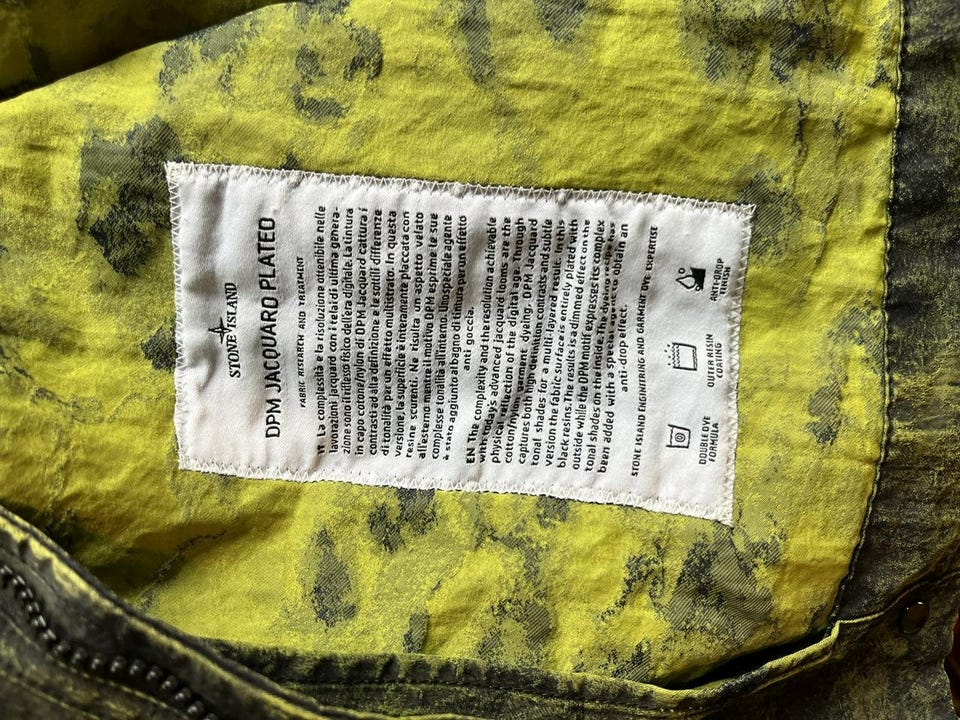 STONE ISLAND
DPM JACQUARD PLATED
FABRIC RESEARCH AND TREATMENT
IT La complessità e la risoluzione ottenibile nelle
lavorazioni jacquard con i telai di ultima genera-
zione sono il riflesso fisico dell'era digitale. La tintura
in capo cotone/nylon di DPM Jacquard cattura i
contrasti ad alta definizione e le sottili differenze
di tonalità per un effetto multistrato. In questa
versione, la superficie è interamente placcata con
resine scurenti. Ne risulta un aspetto velato
all'esterno mentre il motivo DPM esprime le sue
complesse tonalità all'interno. Uno speciale agente
è stato aggiunto al bagno di tintura per un effetto
anti goccia.
EN The complexity and the resolution achievable
with today's advanced jacquard looms are the
physical reflection of the digital age. Through
cotton/nylon garment dyeing, DPM Jacquard
captures both high definition contrasts and subtle
tonal shades for a multi-layered result. In this
version the fabric surface is entirely plated with
black resins. The results is a dimmed effect on the
outside while the DPM motif expresses its complex
tonal shades on the inside. The dyeing recipe has
been added with a special agent to obtain an
anti-drop effect.
STONE ISLAND ENGINEERING AND GARMENT DYE EXPERTISE
DOUBLE DYE
FORMULA
OUTER RESIN
COATING
ANTI-DROP
FINISH